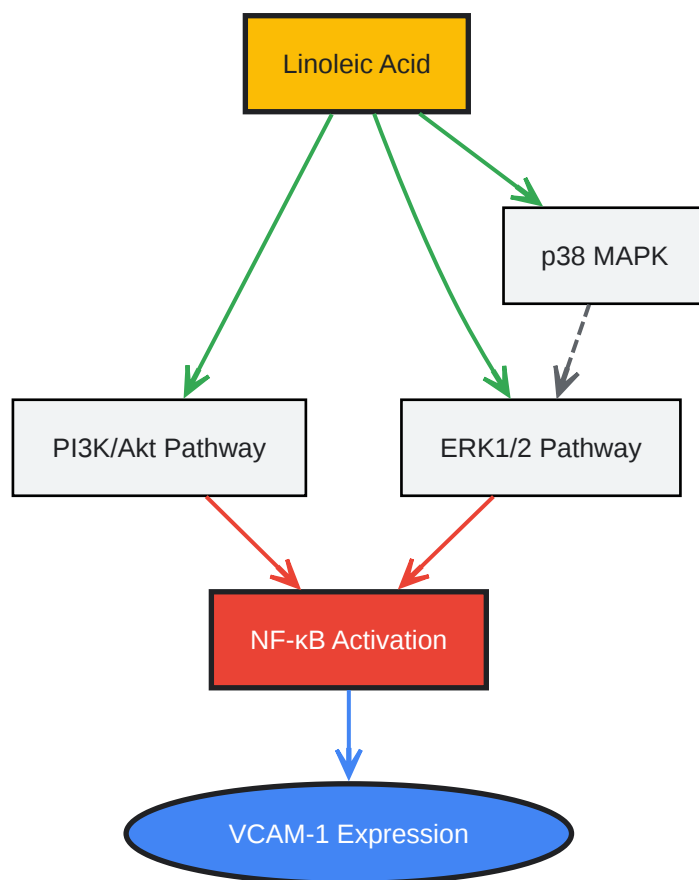 Linoleic Acid
p38 MAPK
PI3K/Akt Pathway
ERK1/2 Pathway
NF-κB Activation
VCAM-1 Expression